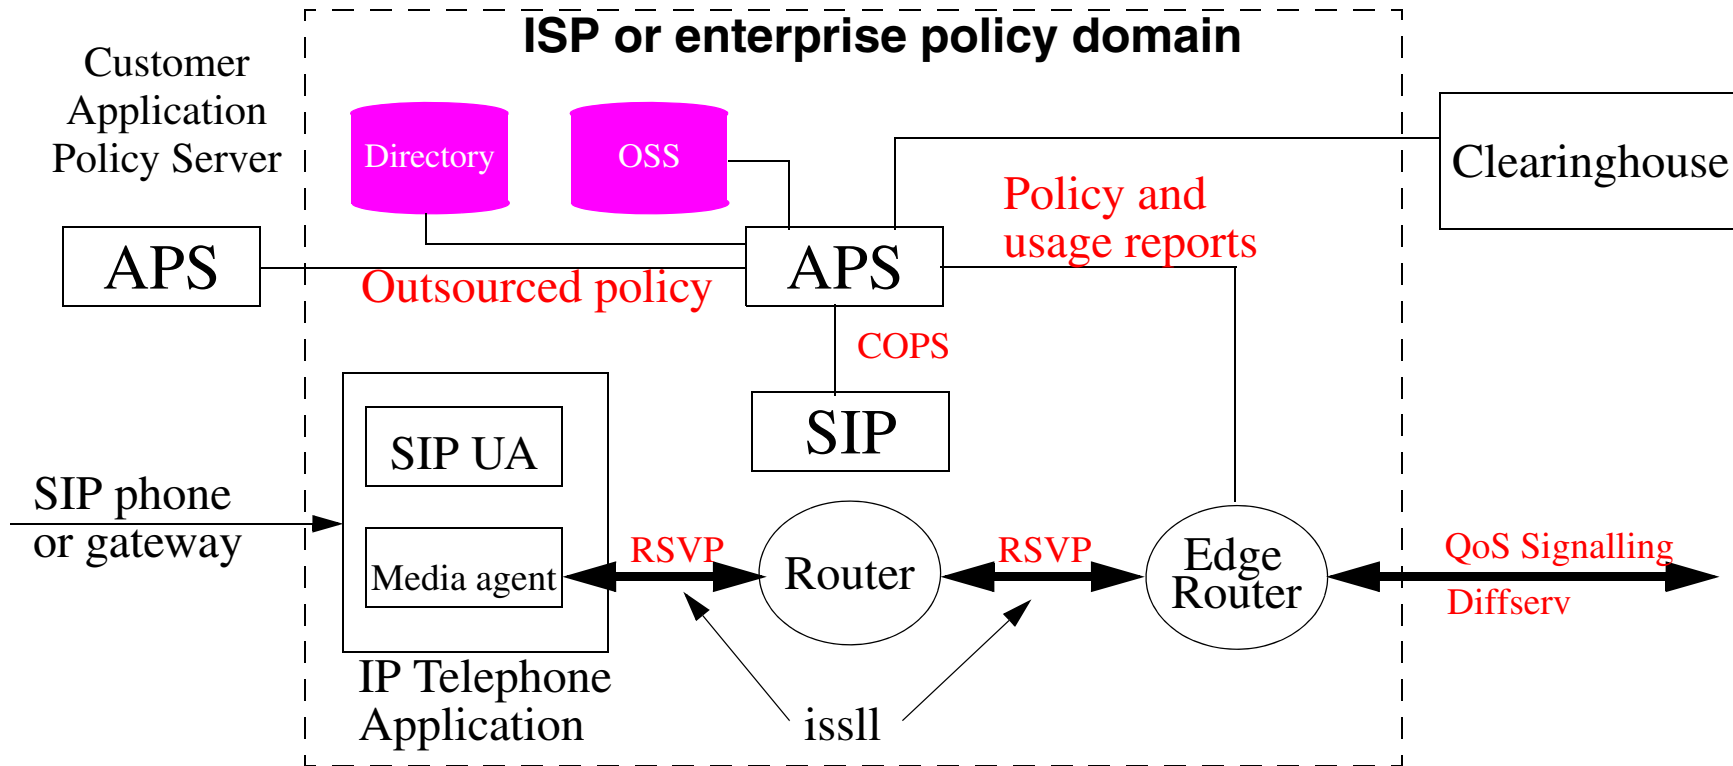 ISP or enterprise policy domain
Customer
Application
Policy Server
Directory
OSS
Clearinghouse
Policy and
usage reports
APS
APS
Outsourced policy
COPS
SIP
SIP UA
SIP phone
or gateway
Media agent
RSVP
Router
RSVP
Edge
Router
QoS Signalling
Diffserv
IP Telephone
Application
issll